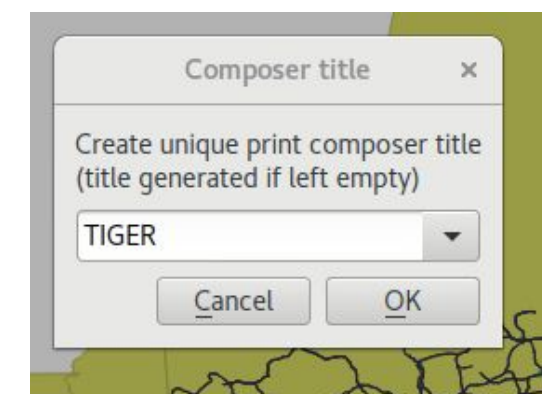 Composer title
Create unique print composer title
(title generated if left empty)
TIGER
Cancel
OK